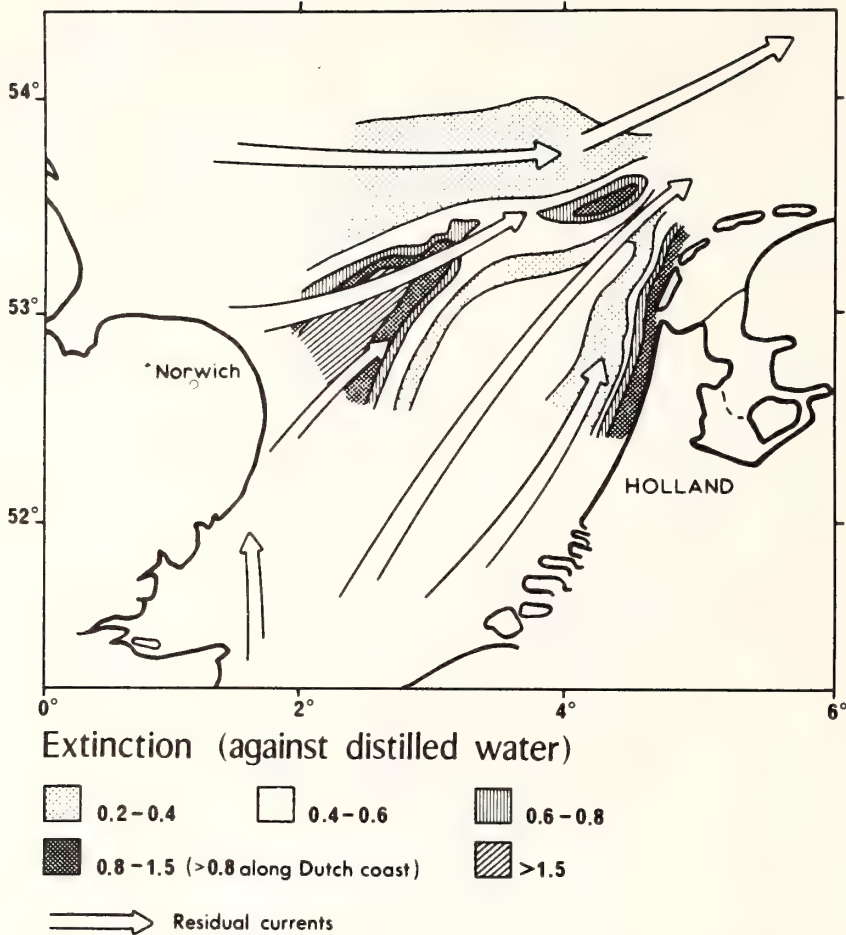 54°
53°
Norwich
HOLLAND
52°
0°
2°
4°
6°
Extinction (against distilled water)
0.2-0.4
0.4-0.6
0.6-0.8
0.8-1.5 (>0.8 along Dutch coast)
>1.5
Residual currents